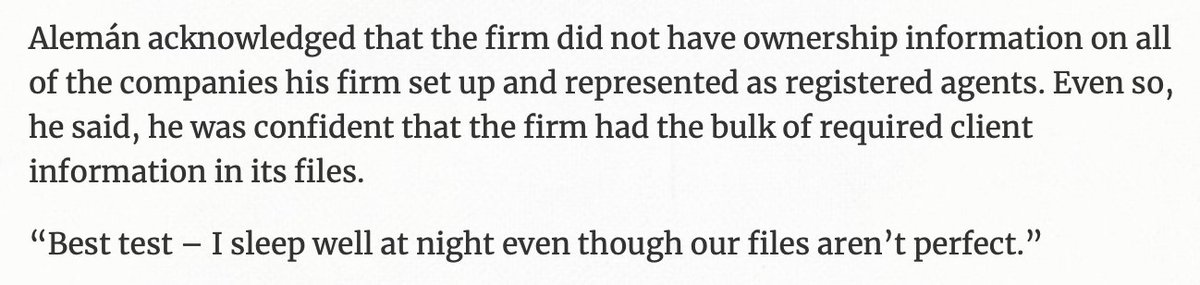 Alemán acknowledged that the firm did not have ownership information on all
of the companies his firm set up and represented as registered agents. Even so,
he said, he was confident that the firm had the bulk of required client
information in its files.
“Best test – I sleep well at night even though our files aren’t perfect.”